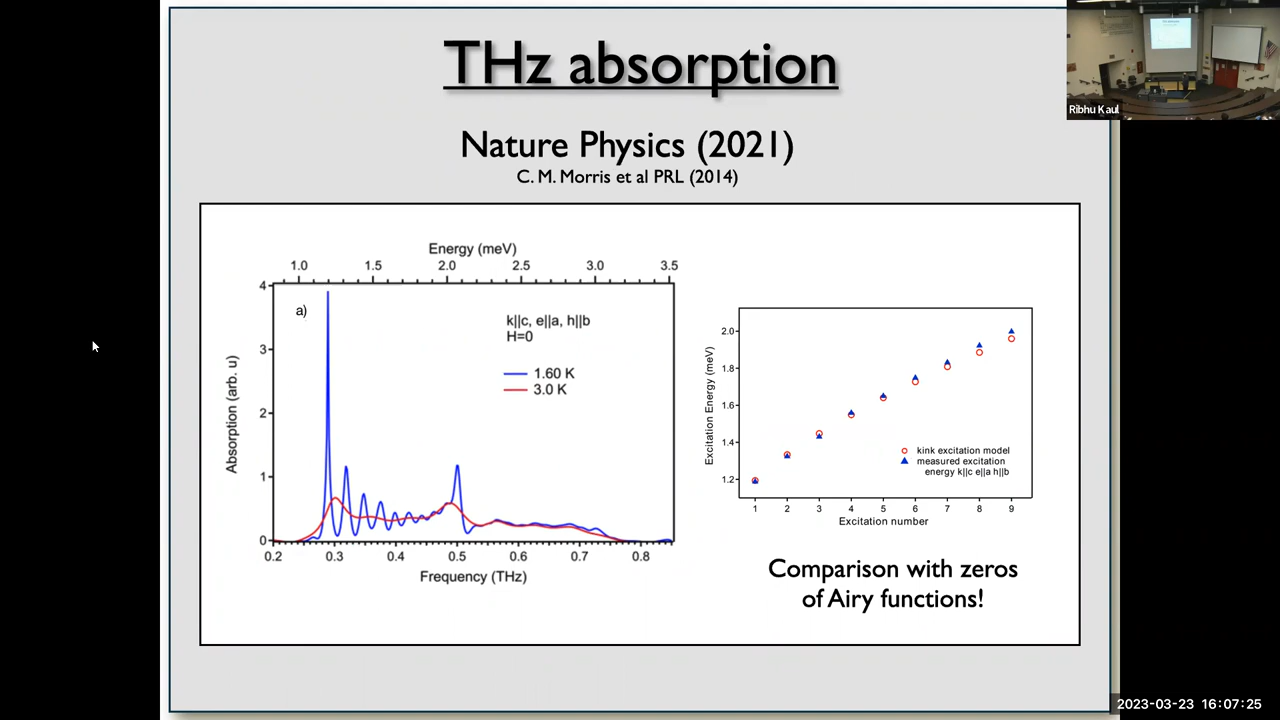 THz absorption
Nature Physics (2021)
C. M. Morris et al PRL (2014)
Ribhu Kaul
Energy (meV)
1.0 1.5 2.0 2.5 3.0 3.5
a)
k||c, e||a, h||b
H=0
1.60 K
3.0 K
Absorption (arb. u)
4
3
2
1
0
0.2 0.3 0.4 0.5 0.6 0.7 0.8
Frequency (THz)
Excitation Energy (meV)
2.0
1.8
1.6
1.4
1.2
kink excitation model
measured excitation
energy k||c e||a h||b
1 2 3 4 5 6 7 8 9
Excitation number
Comparison with zeros
of Airy functions!
2023-03-23 16:07:25